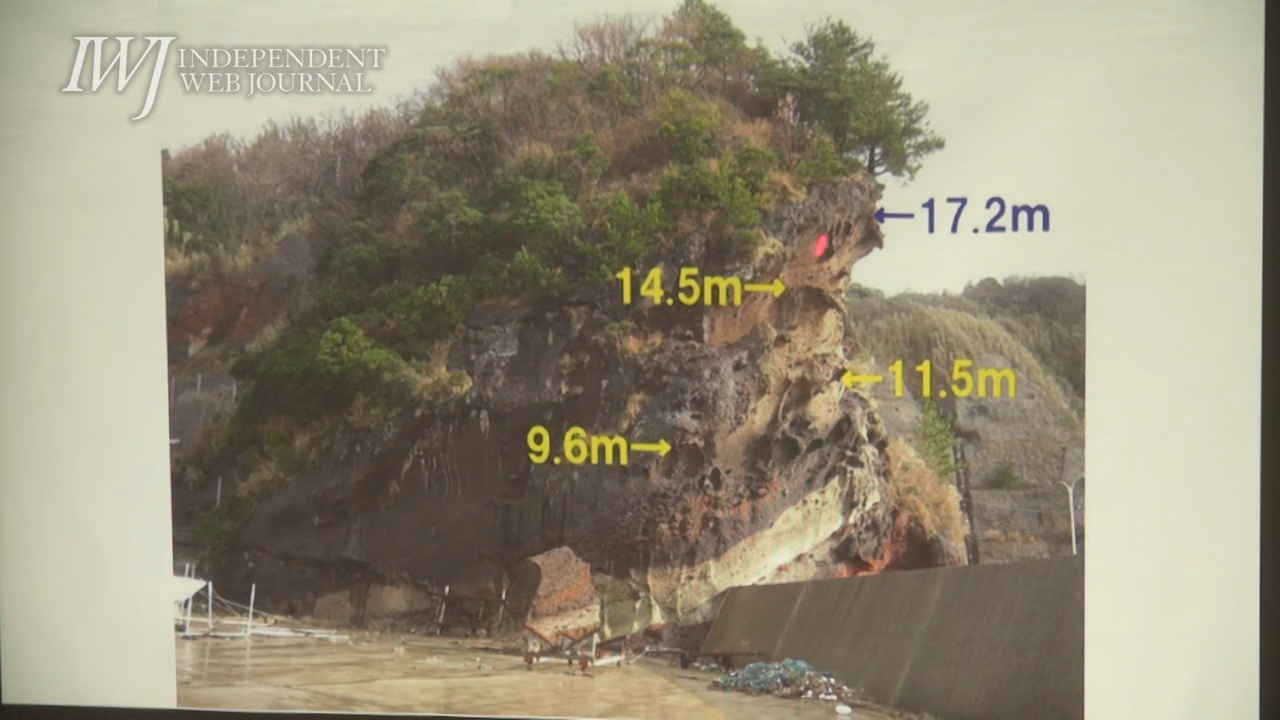 IWJ INDEPENDENT
WEB JOURNAL
←17.2m
14.5m→
←11.5m
9.6m→